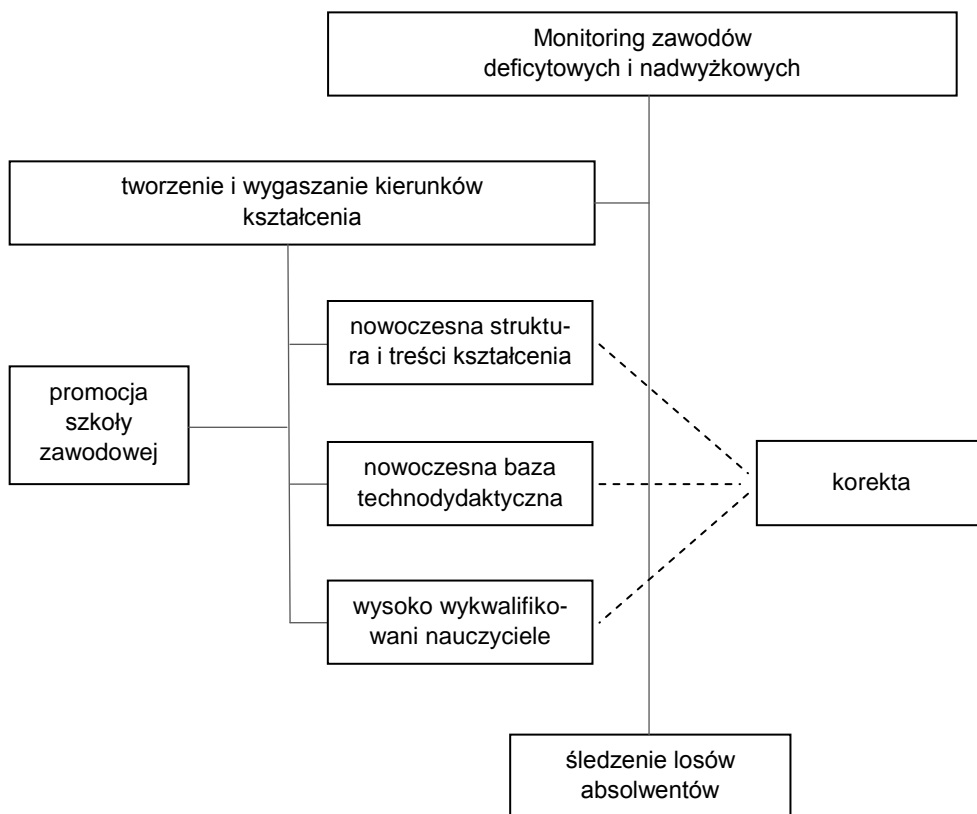 Monitoring zawodów
deficytowych i nadwyżkowych
tworzenie i wygaszanie kierunków
kształcenia
nowoczesna struktu-
ra i treści kształcenia
promocja
szkoły
zawodowej
nowoczesna baza
technodydaktyczna
korekta
wysoko wykwalifiko-
wani nauczyciele
śledzenie losów
absolwentów